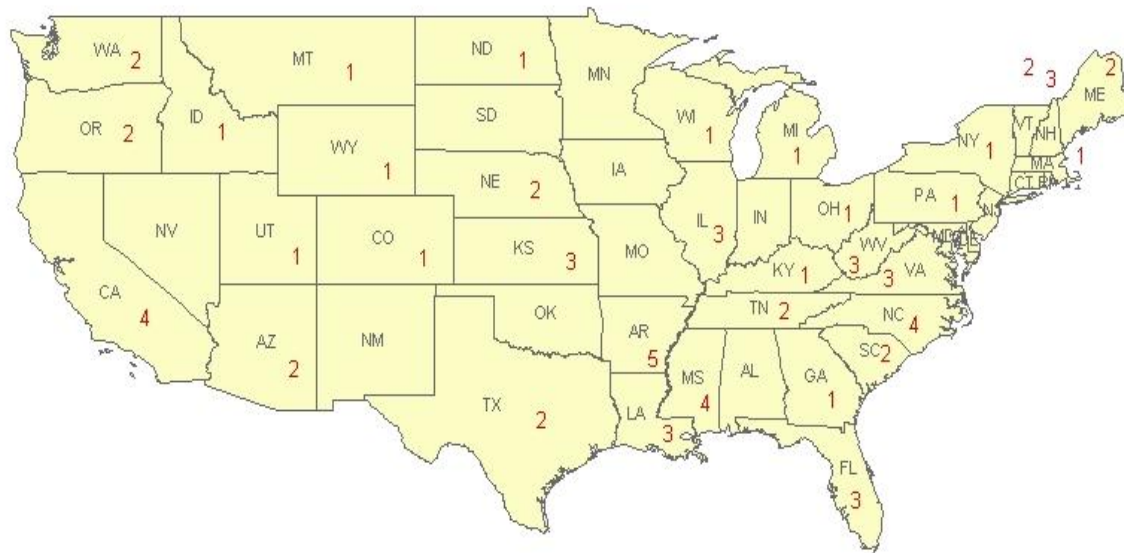 2
3
ME 2
WA 2
MT 1
ND 1
MN
VT
NH
OR 2
ID 1
SD
WI 1
MI 1
NY 1
MA 1
WY 1
NE 2
IA
CT RI
PA 1
NJ
NV
UT 1
CO 1
KS 3
MO
IL 3
IN
OH 1
WV 3
VA 3
MD
DE
CA 4
KY 1
AZ 2
NM
OK
AR 5
TN 2
NC 4
SC 2
TX 2
LA 3
MS 4
AL
GA 1
FL 3